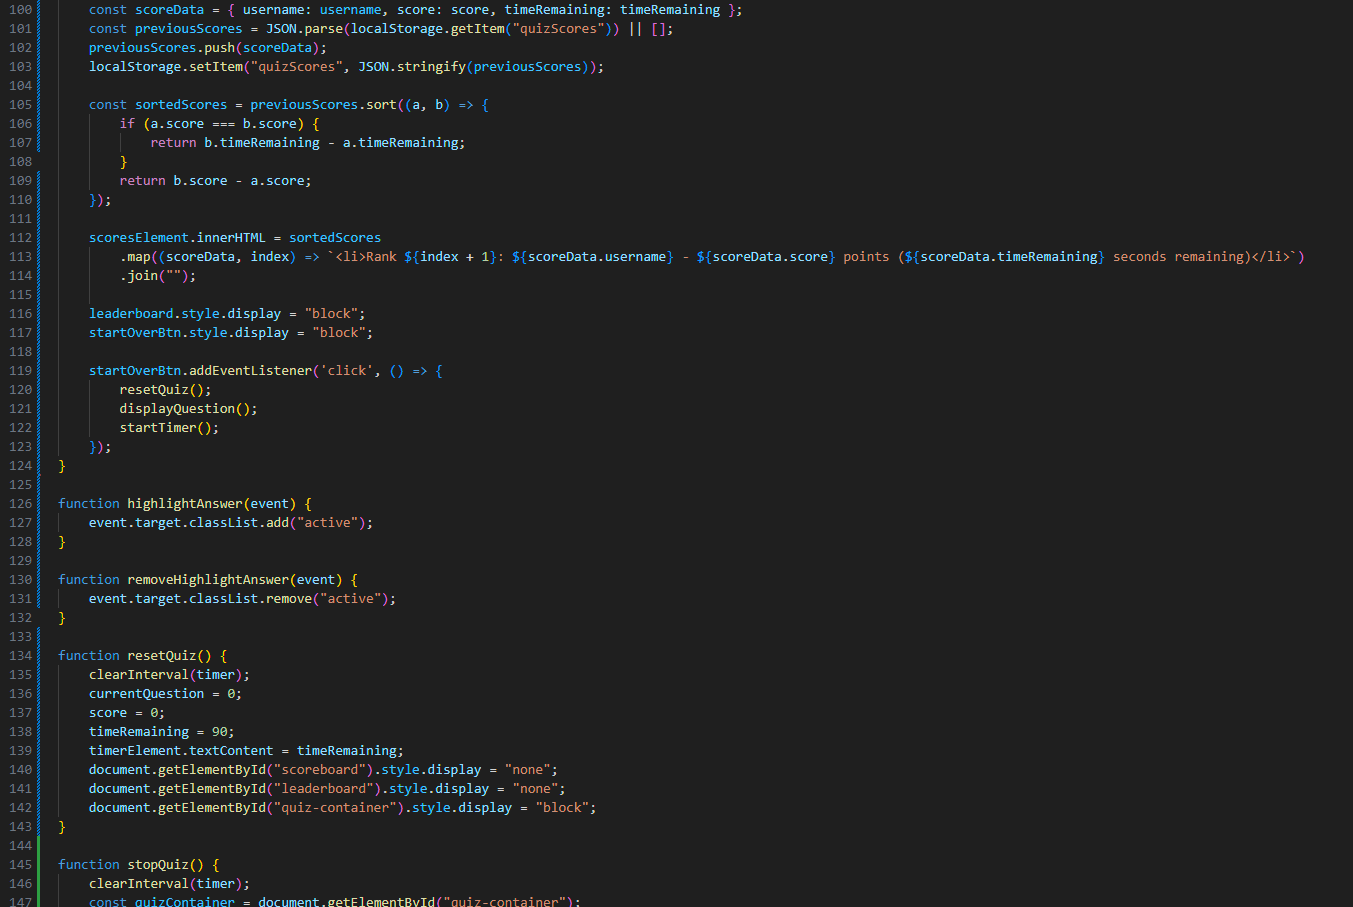 100 const scoreData = { username: username, score: score, timeRemaining: timeRemaining };
101 const previousScores = JSON.parse(localStorage.getItem("quizScores")) || [];
102 previousScores.push(scoreData);
103 localStorage.setItem("quizScores", JSON.stringify(previousScores));
104
105 const sortedScores = previousScores.sort((a, b) => {
106 if (a.score === b.score) {
107 return b.timeRemaining - a.timeRemaining;
108 }
109 return b.score - a.score;
110 });
111
112 scoresElement.innerHTML = sortedScores
113 .map((scoreData, index) => `<li>Rank ${index + 1}: ${scoreData.username} - ${scoreData.score} points (${scoreData.timeRemaining} seconds remaining)</li>`)
114 .join("");
115
116 leaderboard.style.display = "block";
117 startOverBtn.style.display = "block";
118
119 startOverBtn.addEventListener('click', () => {
120 resetQuiz();
121 displayQuestion();
122 startTimer();
123 });
124 }
125
126 function highlightAnswer(event) {
127 event.target.classList.add("active");
128 }
129
130 function removeHighlightAnswer(event) {
131 event.target.classList.remove("active");
132 }
133
134 function resetQuiz() {
135 clearInterval(timer);
136 currentQuestion = 0;
137 score = 0;
138 timeRemaining = 90;
139 timerElement.textContent = timeRemaining;
140 document.getElementById("scoreboard").style.display = "none";
141 document.getElementById("leaderboard").style.display = "none";
142 document.getElementById("quiz-container").style.display = "block";
143 }
144
145 function stopQuiz() {
146 clearInterval(timer);
147 const quizContainer = document.getElementById("quiz-container");